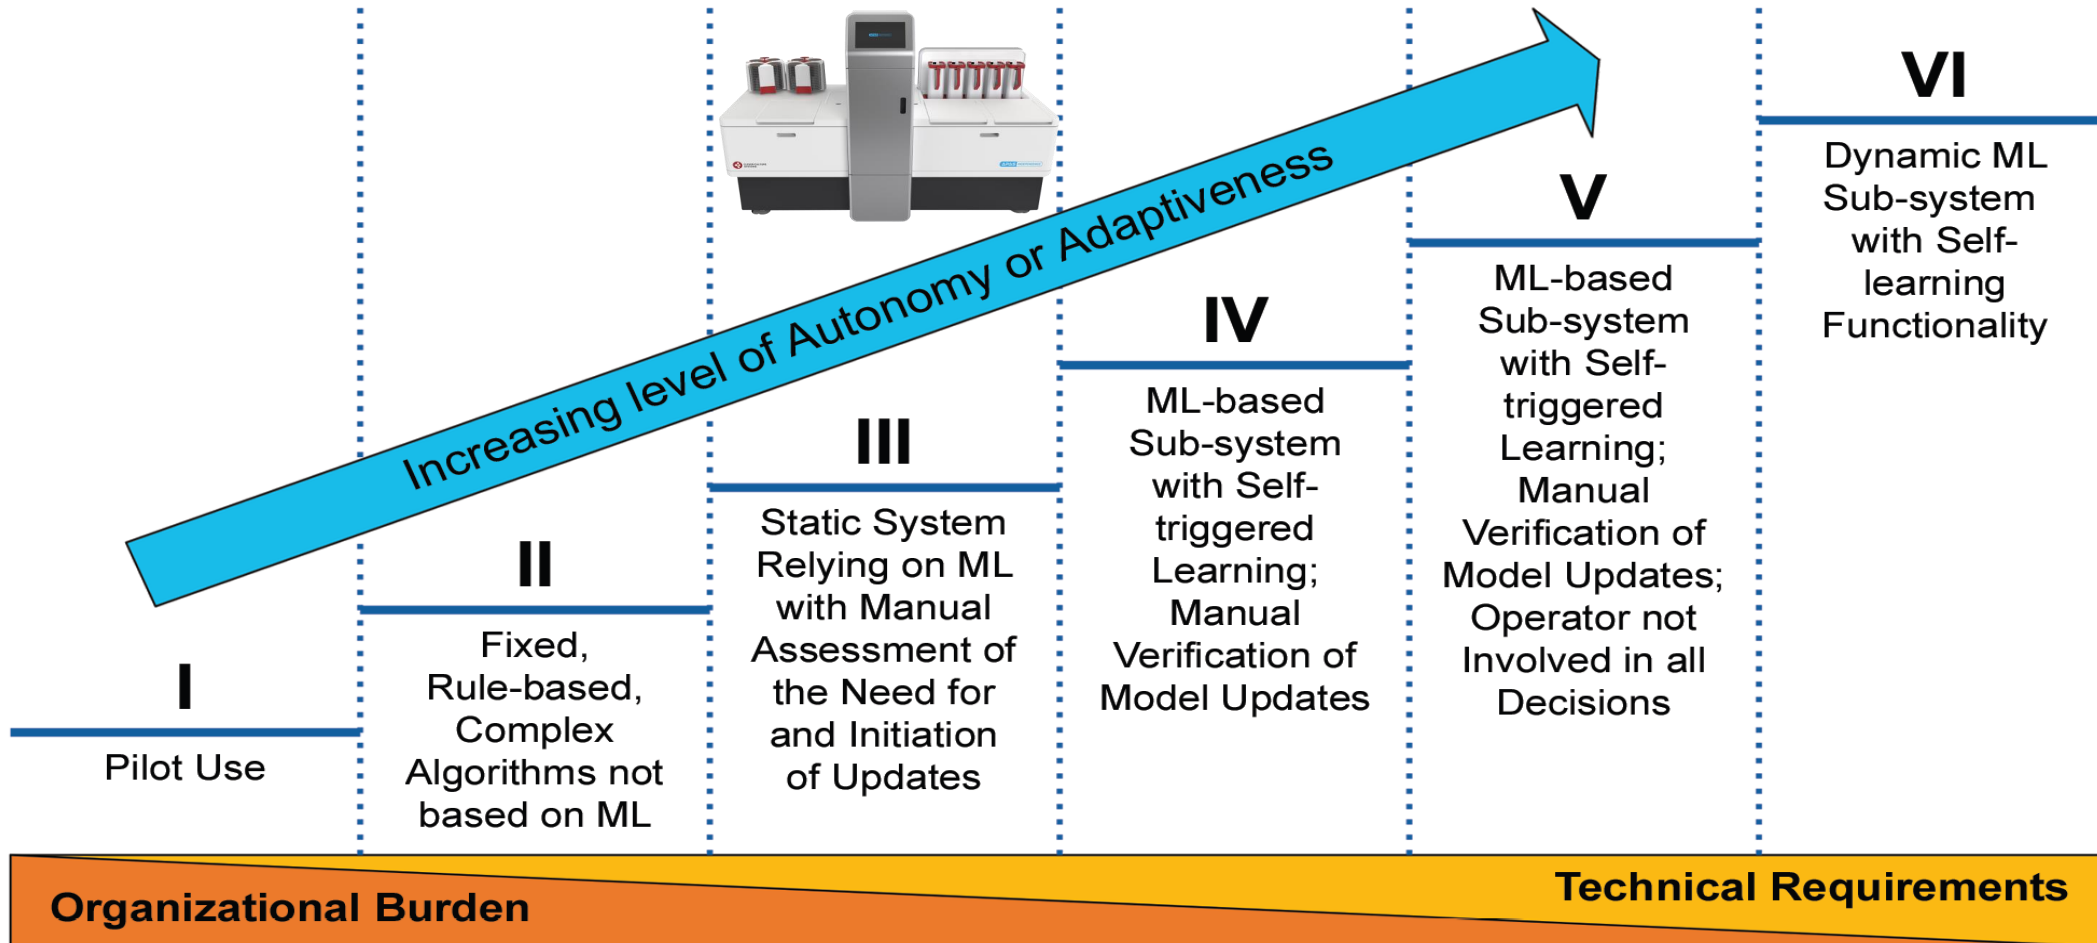 I
Pilot Use
II
Fixed,
Rule-based,
Complex
Algorithms not
based on ML
III
Static System
Relying on ML
with Manual
Assessment of
the Need for
and Initiation
of Updates
IV
ML-based
Sub-system
with Self-
triggered
Learning;
Manual
Verification of
Model Updates
V
ML-based
Sub-system
with Self-
triggered
Learning;
Manual
Verification of
Model Updates;
Operator not
Involved in all
Decisions
VI
Dynamic ML
Sub-system
with Self-
learning
Functionality
Increasing level of Autonomy or Adaptiveness
Organizational Burden
Technical Requirements